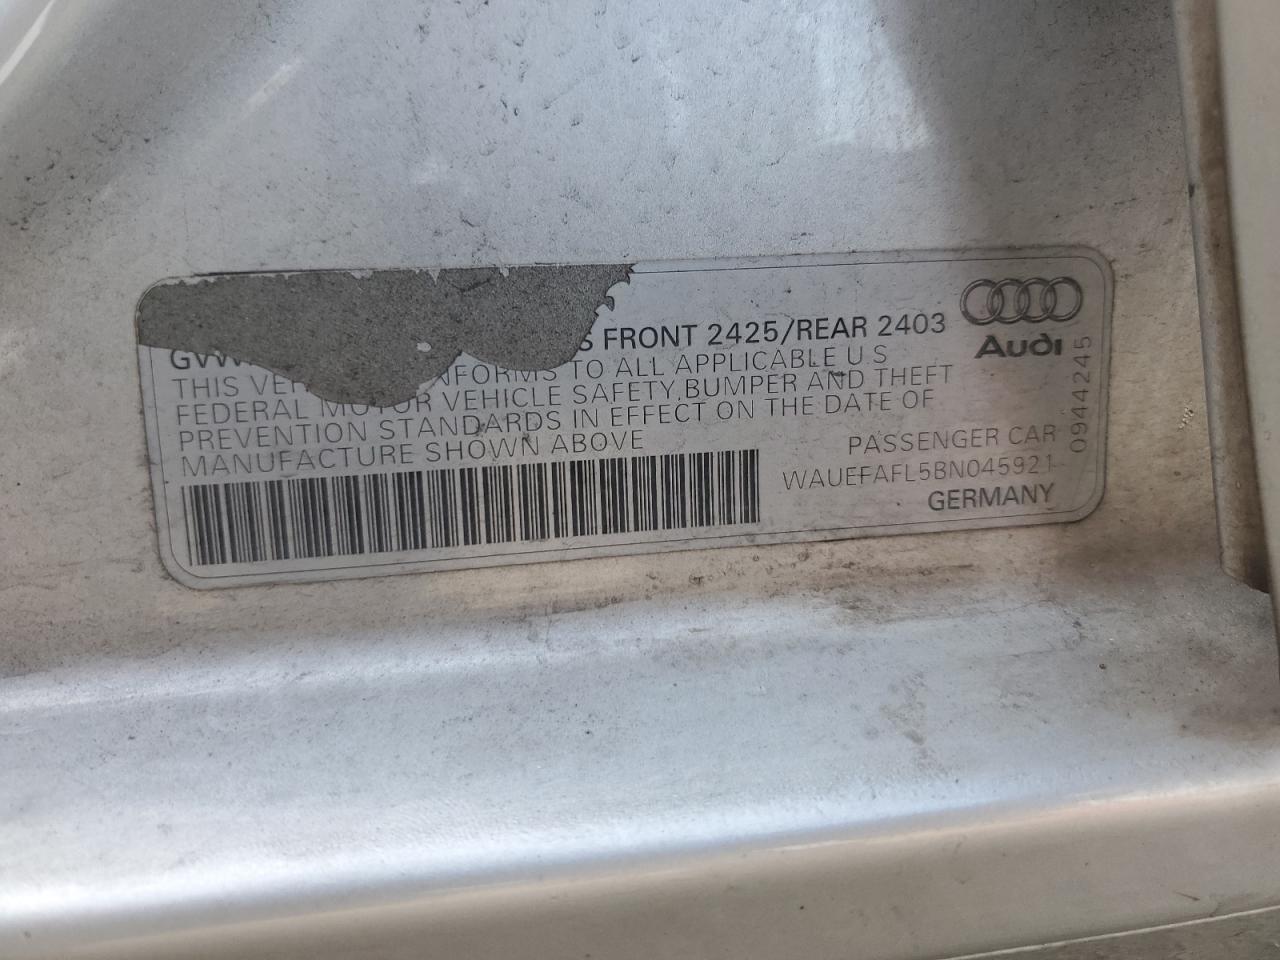 FRONT 2425/REAR 2403
THIS TO ALL APPLICABLE U S
FEDERAL MOTOR VEHICLE SAFETY, BUMPER AND THEFT
PREVENTION STANDARDS IN EFFECT ON THE DATE OF
MANUFACTURE SHOWN ABOVE
Audi
PASSENGER CAR
WAUEFAFL5BN045921
GERMANY
0944245